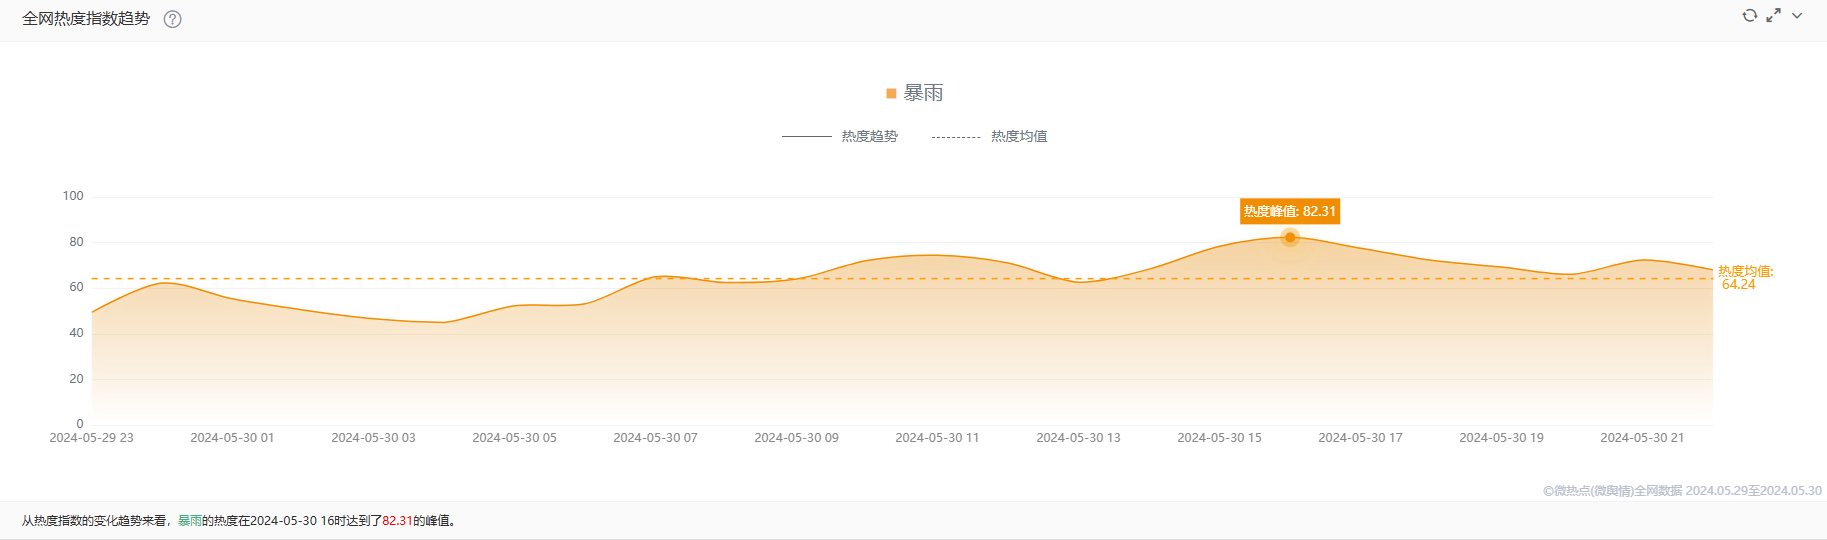 全网热度指数趋势 ?
暴雨
热度趋势 热度均值
100
80
60
40
20
0
热度峰值: 82.31
热度均值:
64.24
2024-05-29 23 2024-05-30 01 2024-05-30 03 2024-05-30 05 2024-05-30 07 2024-05-30 09 2024-05-30 11 2024-05-30 13 2024-05-30 15 2024-05-30 17 2024-05-30 19 2024-05-30 21
©微热点(微舆情)全网数据 2024.05.29至2024.05.30
从热度指数的变化趋势来看，暴雨的热度在2024-05-30 16时达到了82.31的峰值。